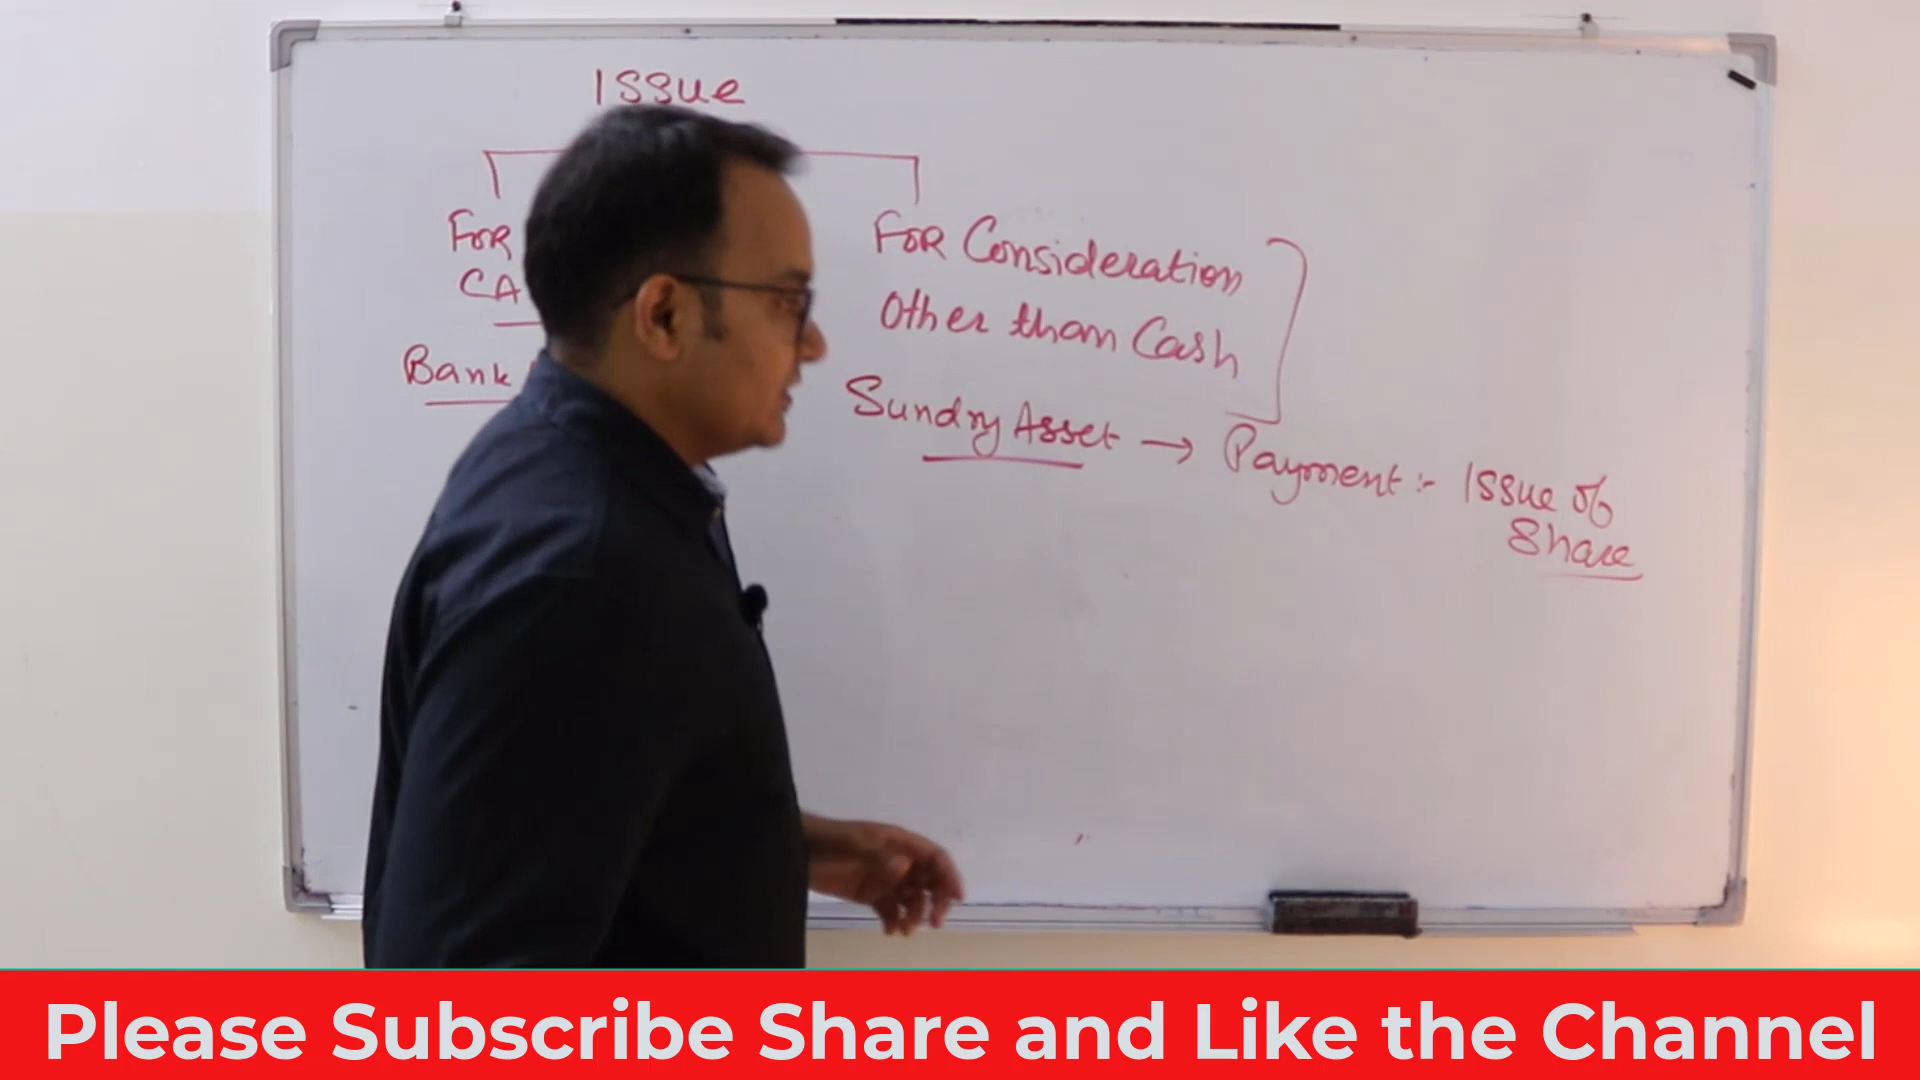 Issue
FOR
Bank
FOR Consideration
Other than Cash
Sundry Asset → Payment :- Issue of
Share
Please Subscribe Share and Like the Channel